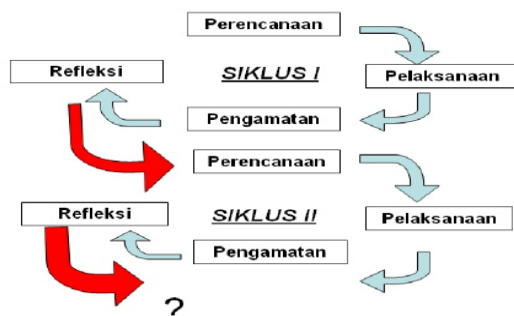 Perencanaan
Refleksi
SIKLUS I
Pelaksanaan
Pengamatan
Perencanaan
Refleksi
SIKLUS II
Pelaksanaan
Pengamatan
?